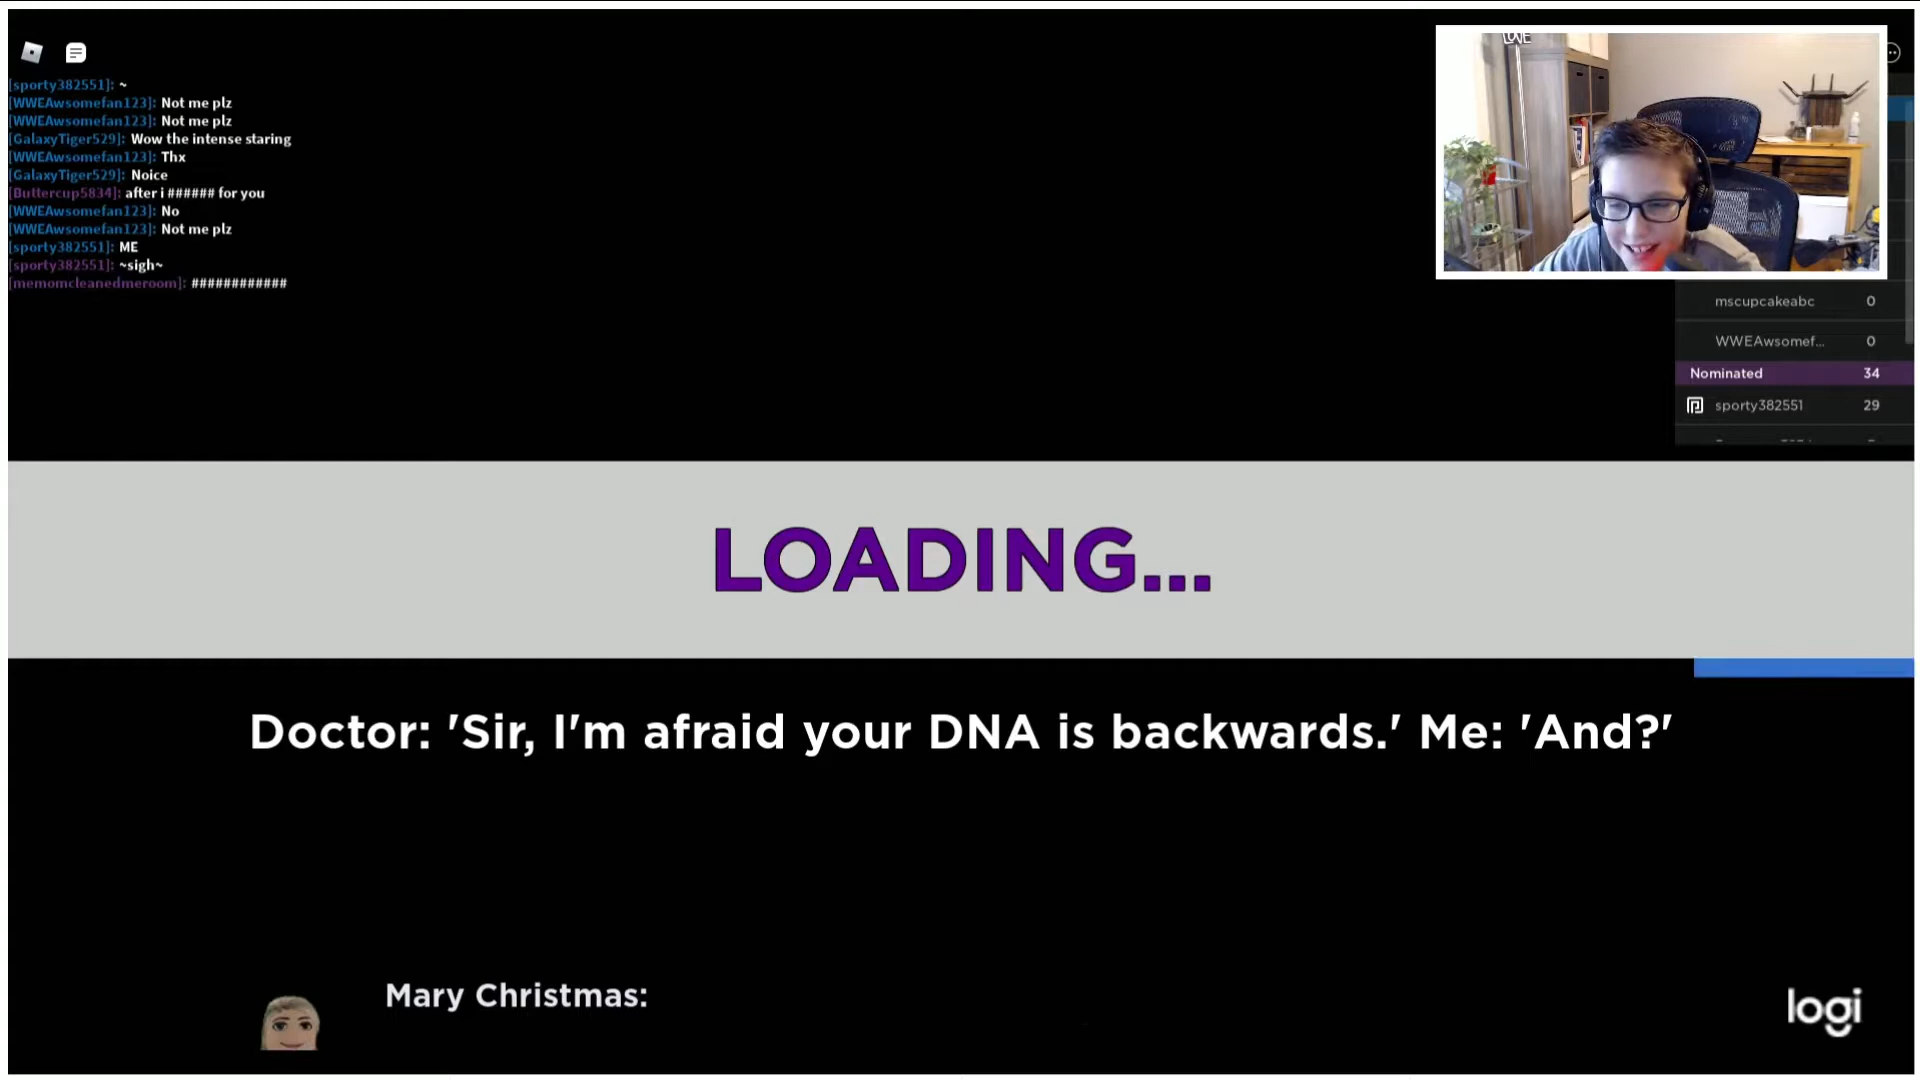 [sporty382551]: ~
[WWEAwsomefan123]: Not me plz
[WWEAwsomefan123]: Not me plz
[GalaxyTiger529]: Wow the intense staring
[WWEAwsomefan123]: Thx
[GalaxyTiger529]: Noice
[Buttercup5834]: after i ###### for you
[WWEAwsomefan123]: No
[WWEAwsomefan123]: Not me plz
[sporty382551]: ME
[sporty382551]: ~sigh~
[memomcleanedmeroom]: ############
LOVE
mscupcakeabc 0
WWEAwsomef... 0
Nominated 34
sporty382551 29
LOADING...
Doctor: 'Sir, I'm afraid your DNA is backwards.' Me: 'And?'
Mary Christmas:
logi